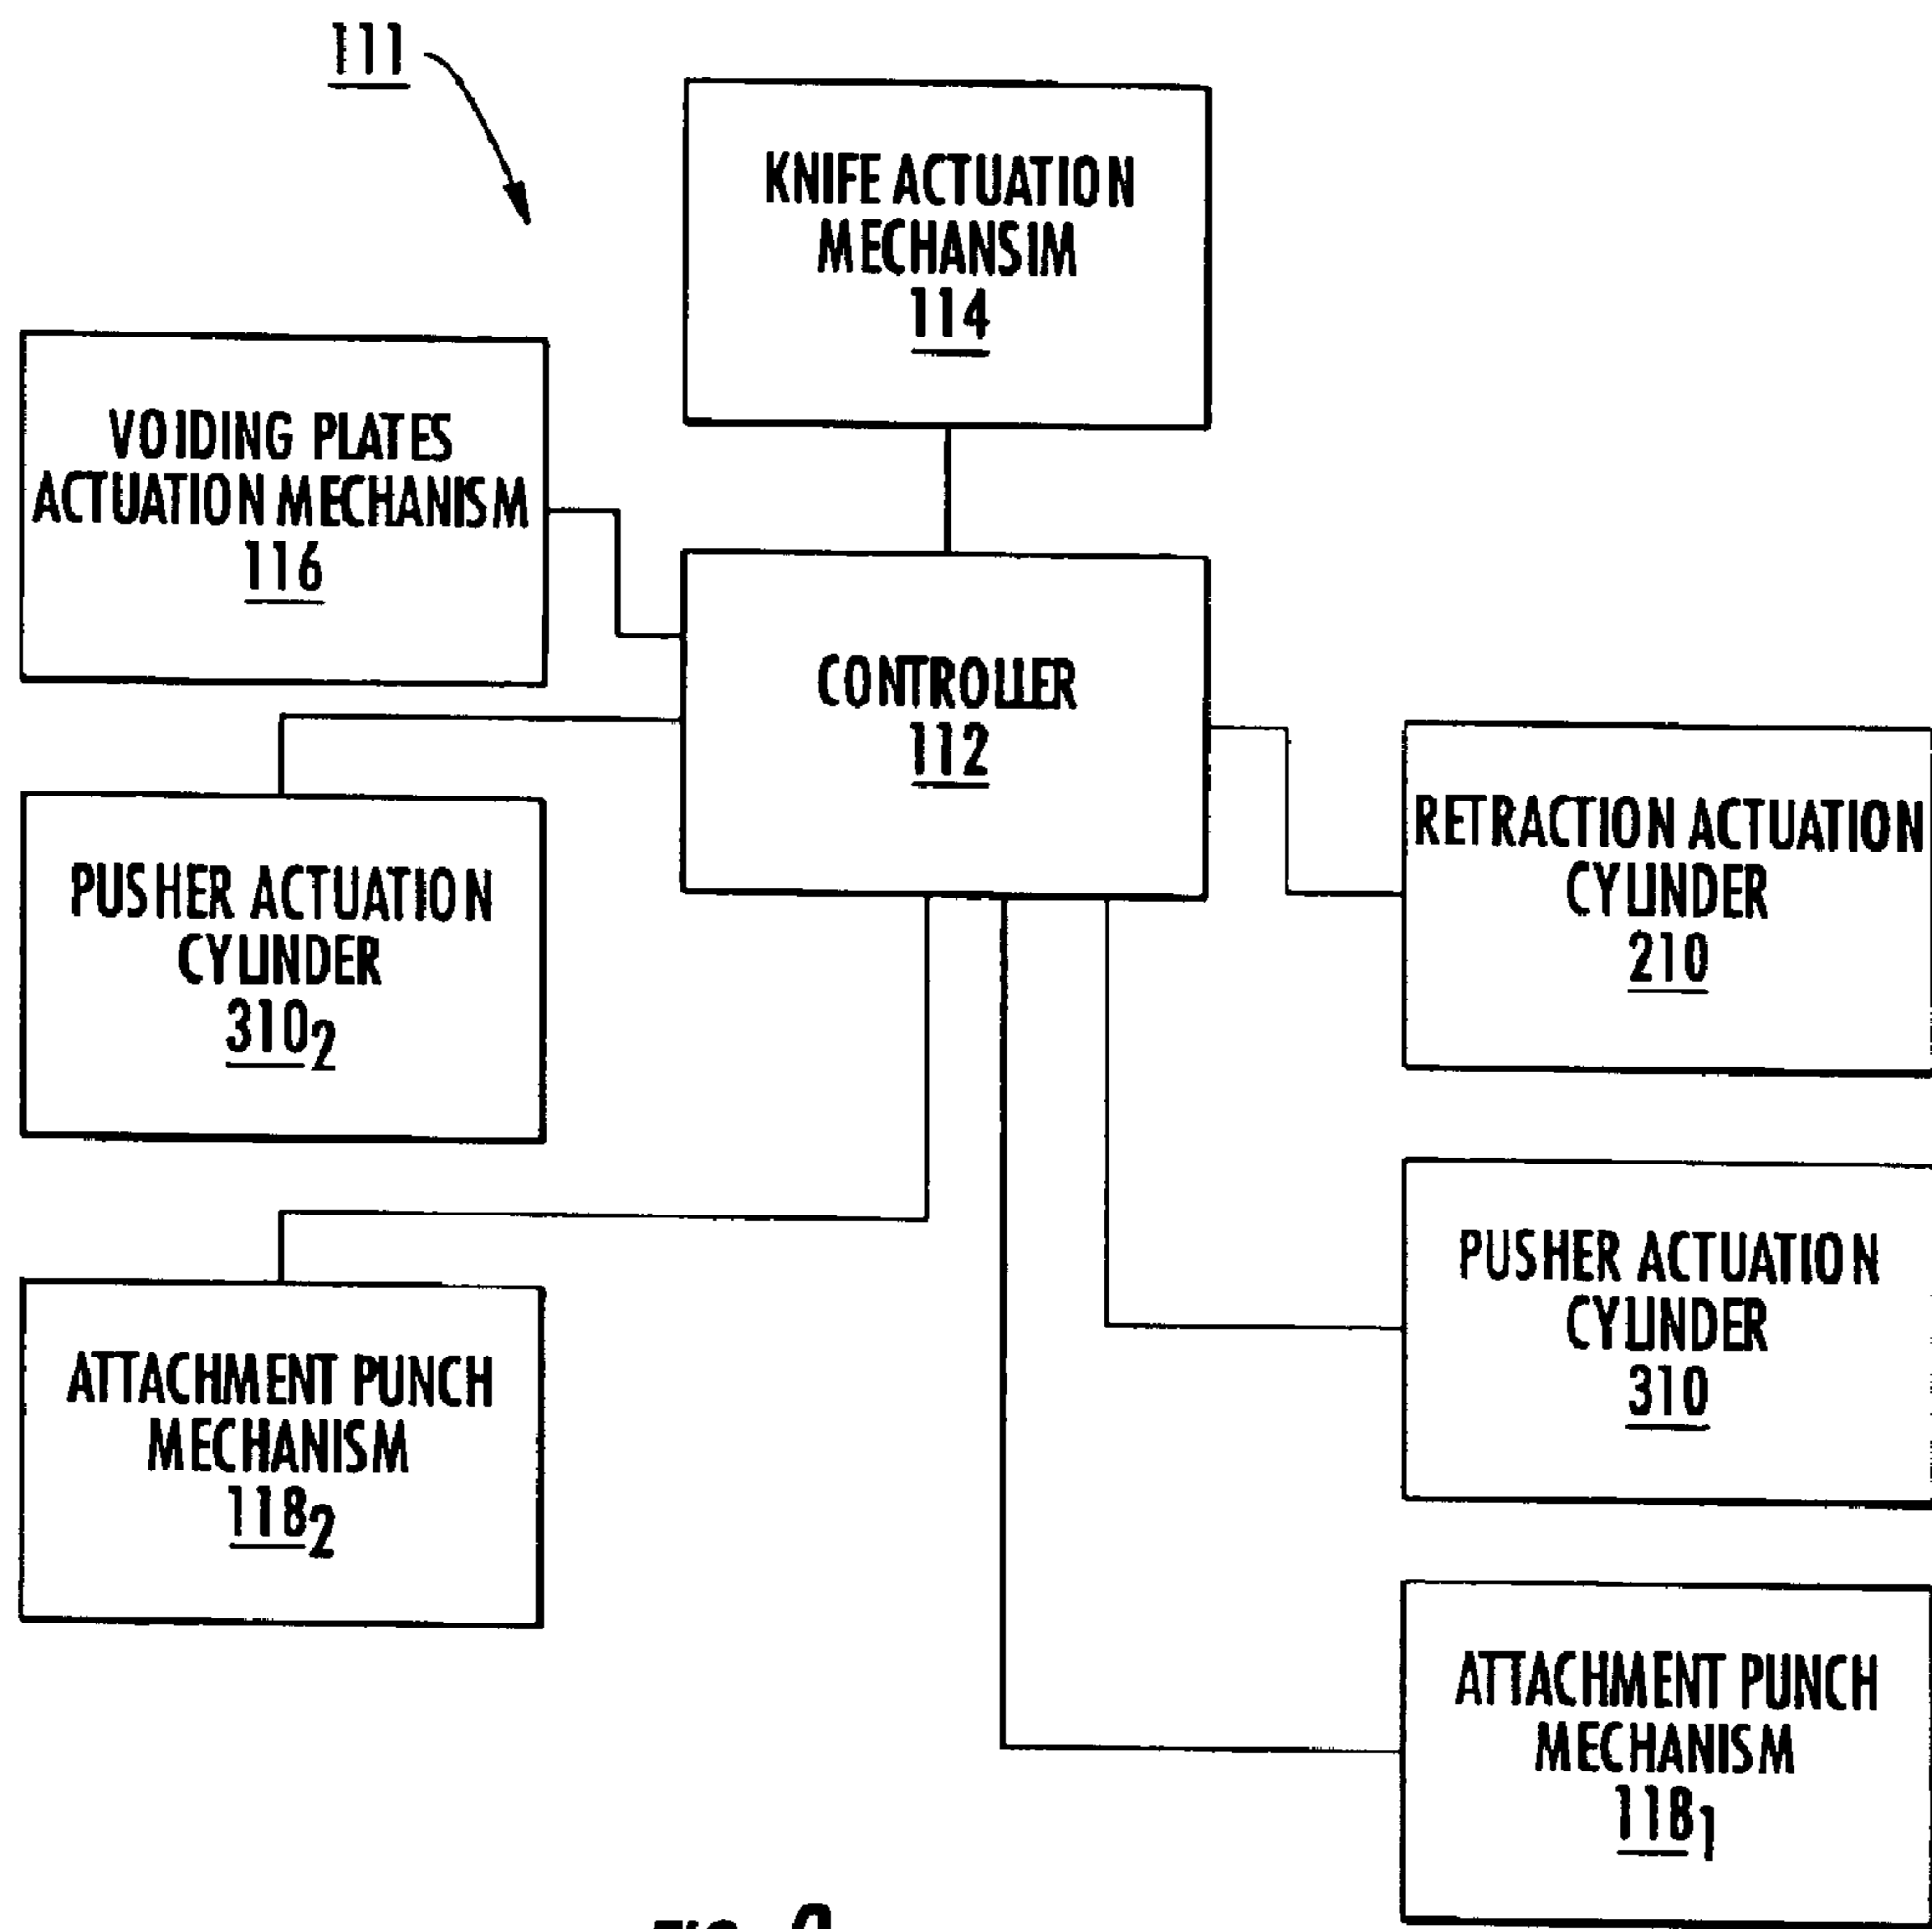 111
KNIFE ACTUATION
MECHANSIM
114
VOIDING PLATES
ACTUATION MECHANISM
116
CONTROLLER
112
RETRACTION ACTUATION
CYLINDER
210
PUSHER ACTUATION
CYLINDER
310₂
PUSHER ACTUATION
CYLINDER
310
ATTACHMENT PUNCH
MECHANISM
118₂
ATTACHMENT PUNCH
MECHANISM
118₁